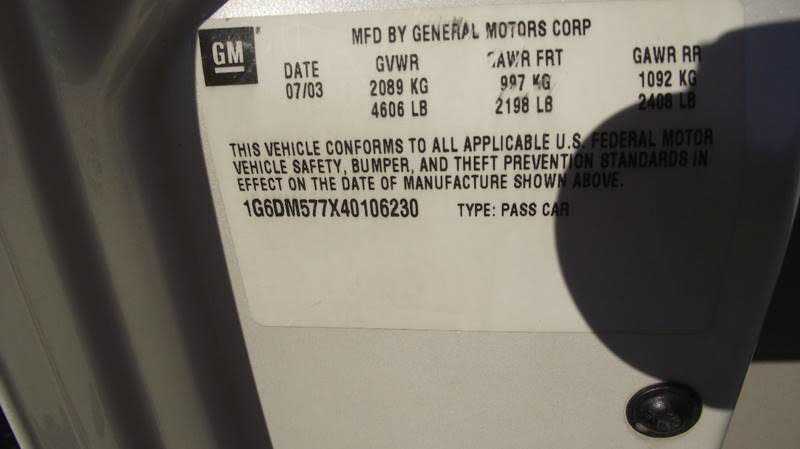 GM
MFD BY GENERAL MOTORS CORP
DATE GVWR GAWR FRT GAWR RR
07/03 2089 KG 997 KG 1092 KG
4606 LB 2198 LB 2408 LB
THIS VEHICLE CONFORMS TO ALL APPLICABLE U.S. FEDERAL MOTOR
VEHICLE SAFETY, BUMPER, AND THEFT PREVENTION STANDARDS IN
EFFECT ON THE DATE OF MANUFACTURE SHOWN ABOVE.
1G6DM577X40106230 TYPE: PASS CAR